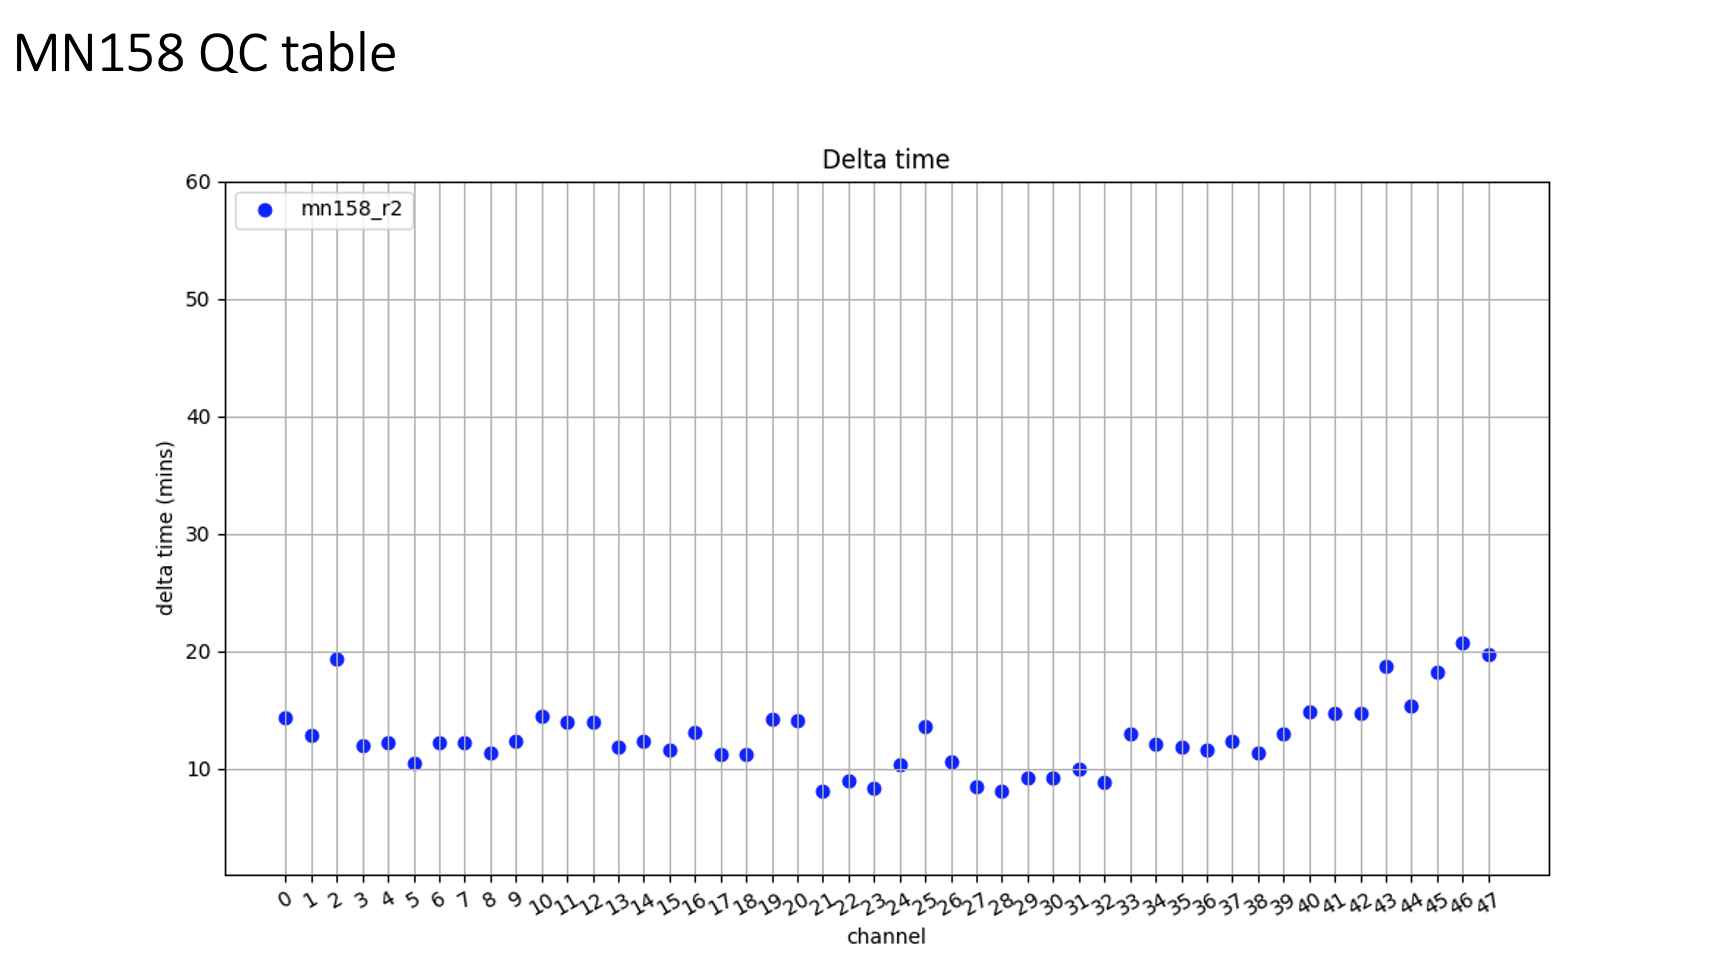 MN158 QC table
Delta time
mn158_r2
60
50
40
30
20
10
delta time (mins)
0 1 2 3 4 5 6 7 8 9 10 11 12 13 14 15 16 17 18 19 20 21 22 23 24 25 26 27 28 29 30 31 32 33 34 35 36 37 38 39 40 41 42 43 44 45 46 47
channel